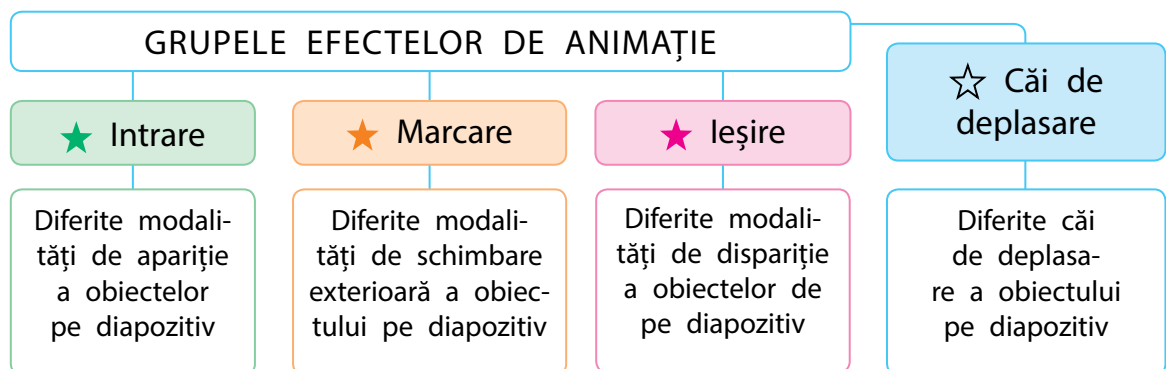 GRUPELE EFECTELOR DE ANIMAȚIE
Intrare
Marcare
Ieșire
Căi de
deplasare
Diferite modali-
tăți de apariție
a obiectelor
pe diapozitiv
Diferite modali-
tăți de schimbare
exterioară a obiec-
tului pe diapozitiv
Diferite modali-
tăți de dispariție
a obiectelor de
pe diapozitiv
Diferite căi
de deplasa-
re a obiectului
pe diapozitiv